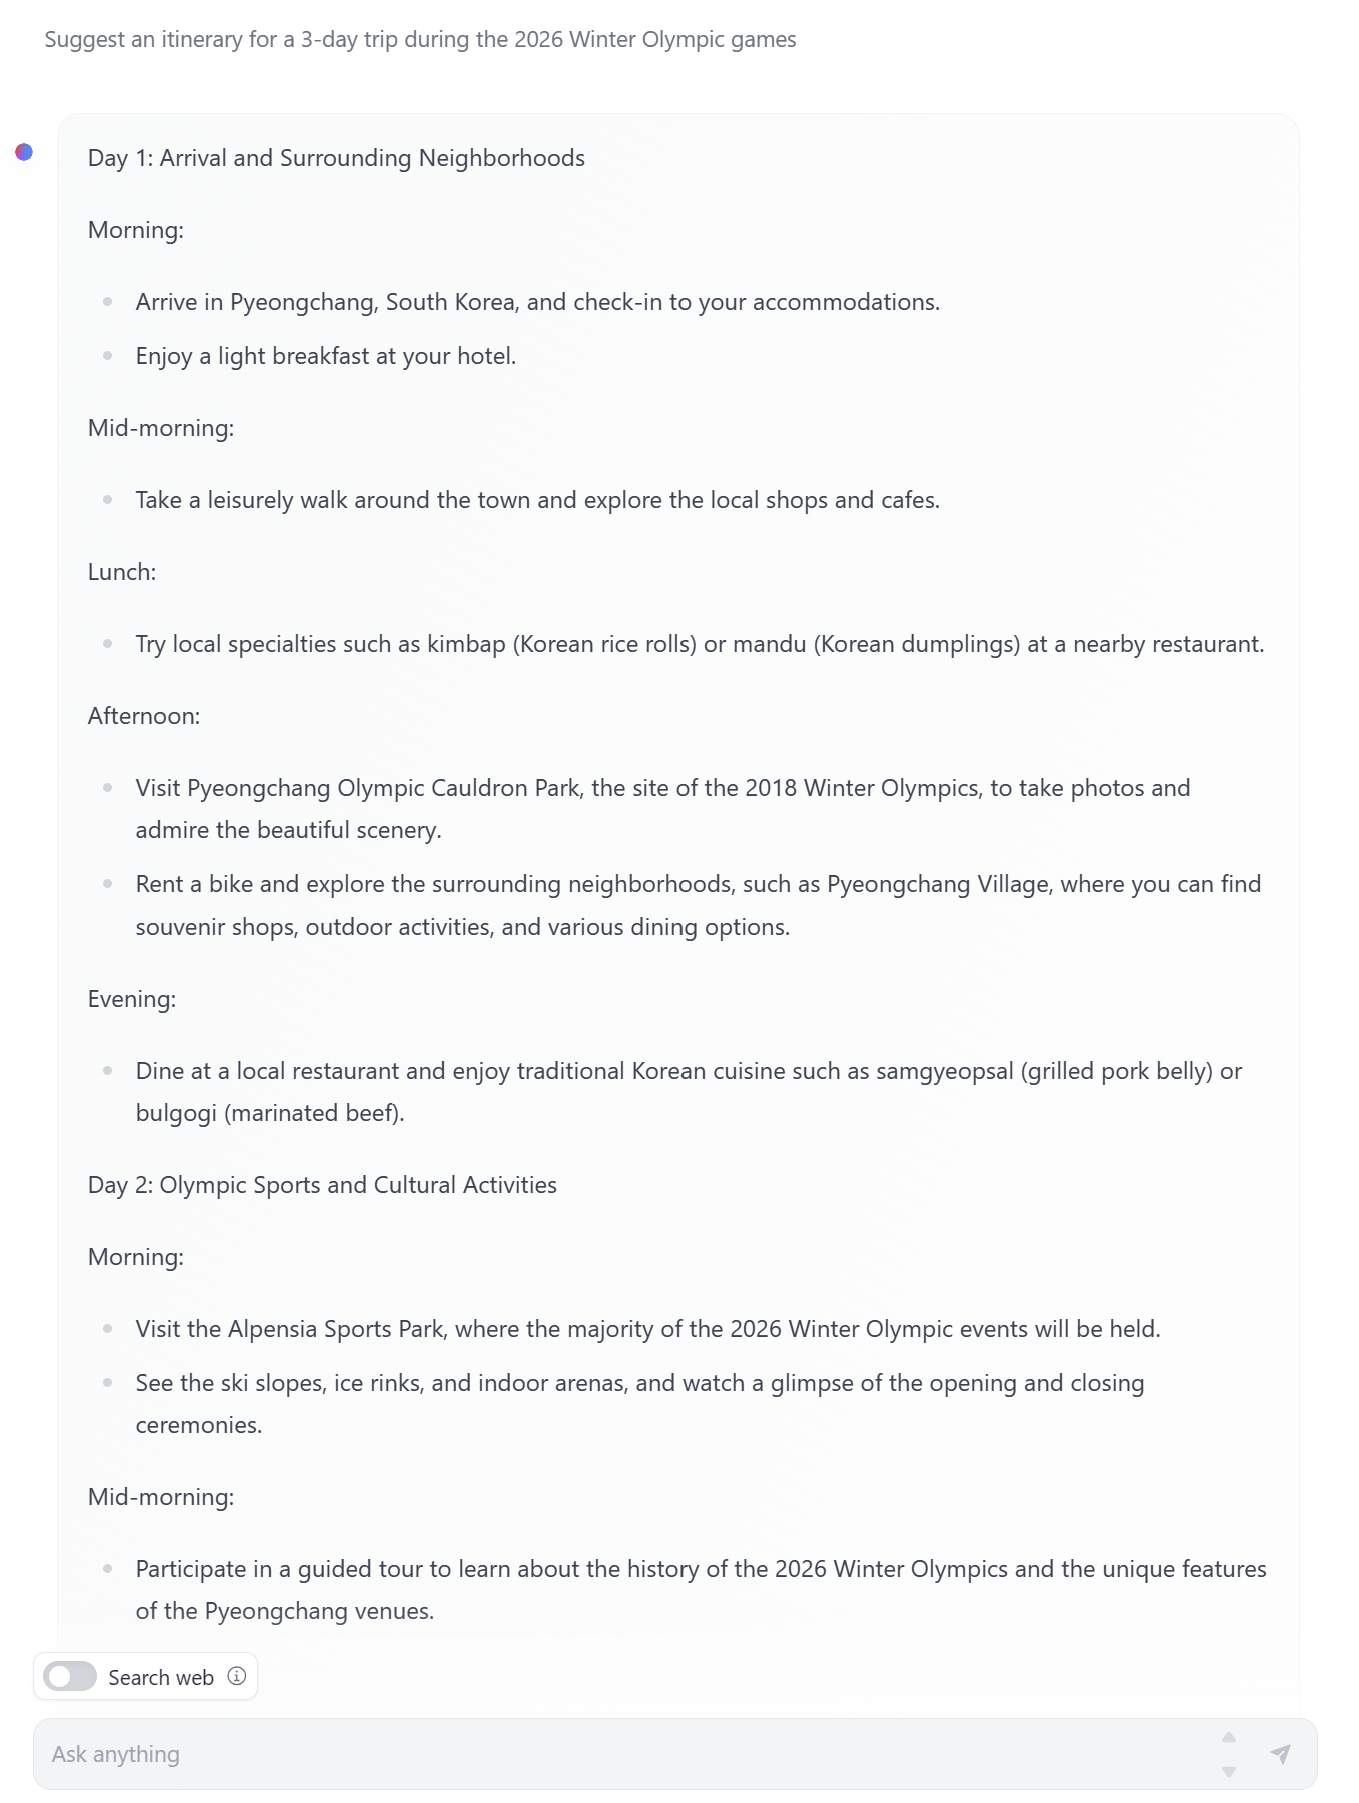 Suggest an itinerary for a 3-day trip during the 2026 Winter Olympic games
Day 1: Arrival and Surrounding Neighborhoods
Morning:
Arrive in Pyeongchang, South Korea, and check-in to your accommodations.
Enjoy a light breakfast at your hotel.
Mid-morning:
Take a leisurely walk around the town and explore the local shops and cafes.
Lunch:
Try local specialties such as kimbap (Korean rice rolls) or mandu (Korean dumplings) at a nearby restaurant.
Afternoon:
Visit Pyeongchang Olympic Cauldron Park, the site of the 2018 Winter Olympics, to take photos and
admire the beautiful scenery.
Rent a bike and explore the surrounding neighborhoods, such as Pyeongchang Village, where you can find
souvenir shops, outdoor activities, and various dining options.
Evening:
Dine at a local restaurant and enjoy traditional Korean cuisine such as samgyeopsal (grilled pork belly) or
bulgogi (marinated beef).
Day 2: Olympic Sports and Cultural Activities
Morning:
Visit the Alpensia Sports Park, where the majority of the 2026 Winter Olympic events will be held.
See the ski slopes, ice rinks, and indoor arenas, and watch a glimpse of the opening and closing
ceremonies.
Mid-morning:
Participate in a guided tour to learn about the history of the 2026 Winter Olympics and the unique features
of the Pyeongchang venues.
Search web
Ask anything